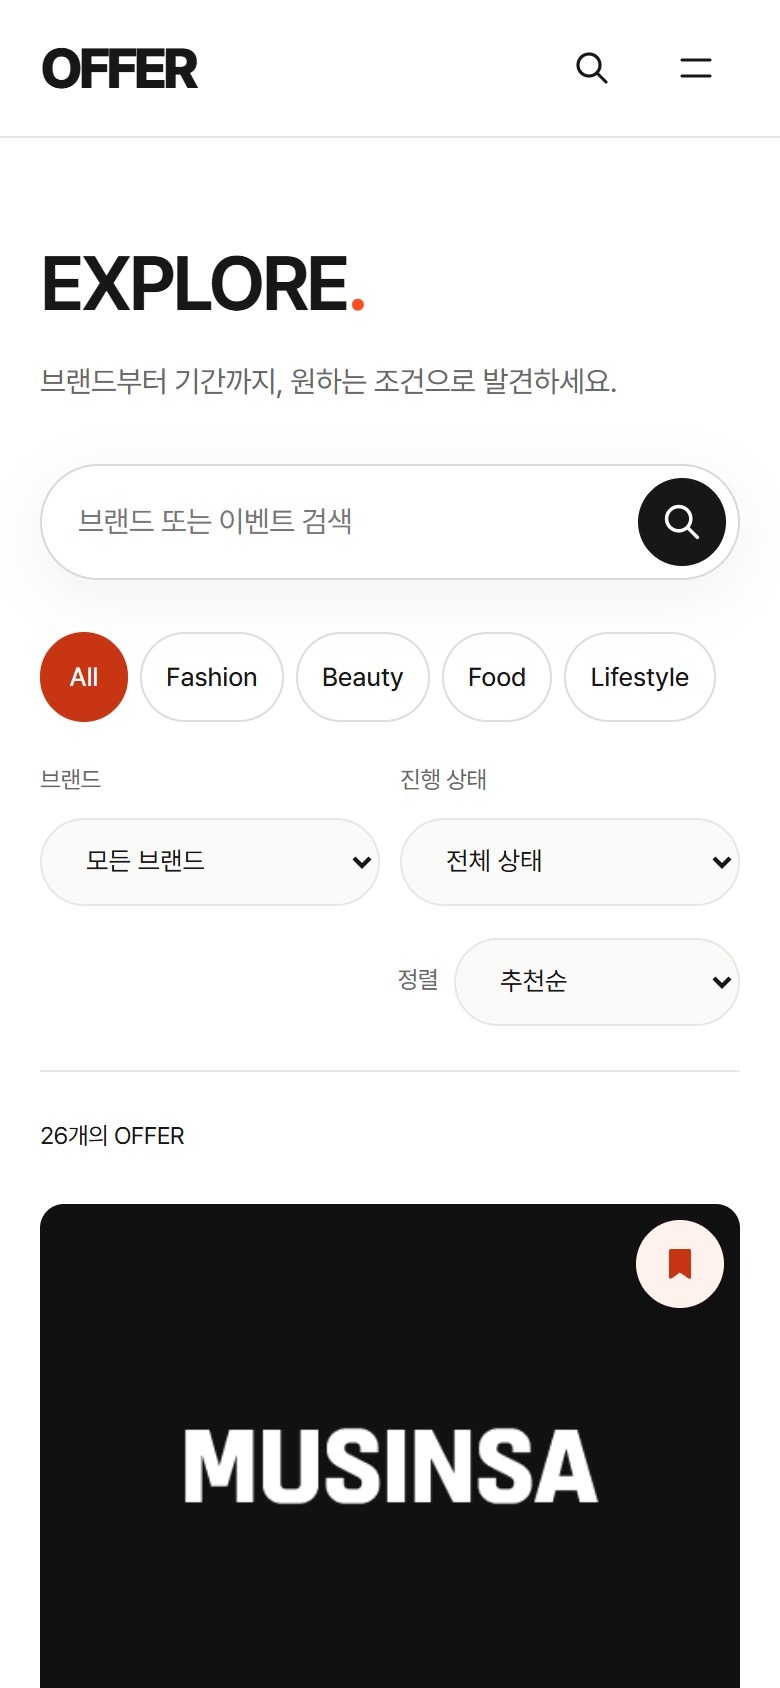 OFFER
EXPLORE.
브랜드부터 기간까지, 원하는 조건으로 발견하세요.
브랜드 또는 이벤트 검색
All Fashion Beauty Food Lifestyle
브랜드 진행 상태
모든 브랜드 전체 상태
정렬 추천순
26개의 OFFER
MUSINSA